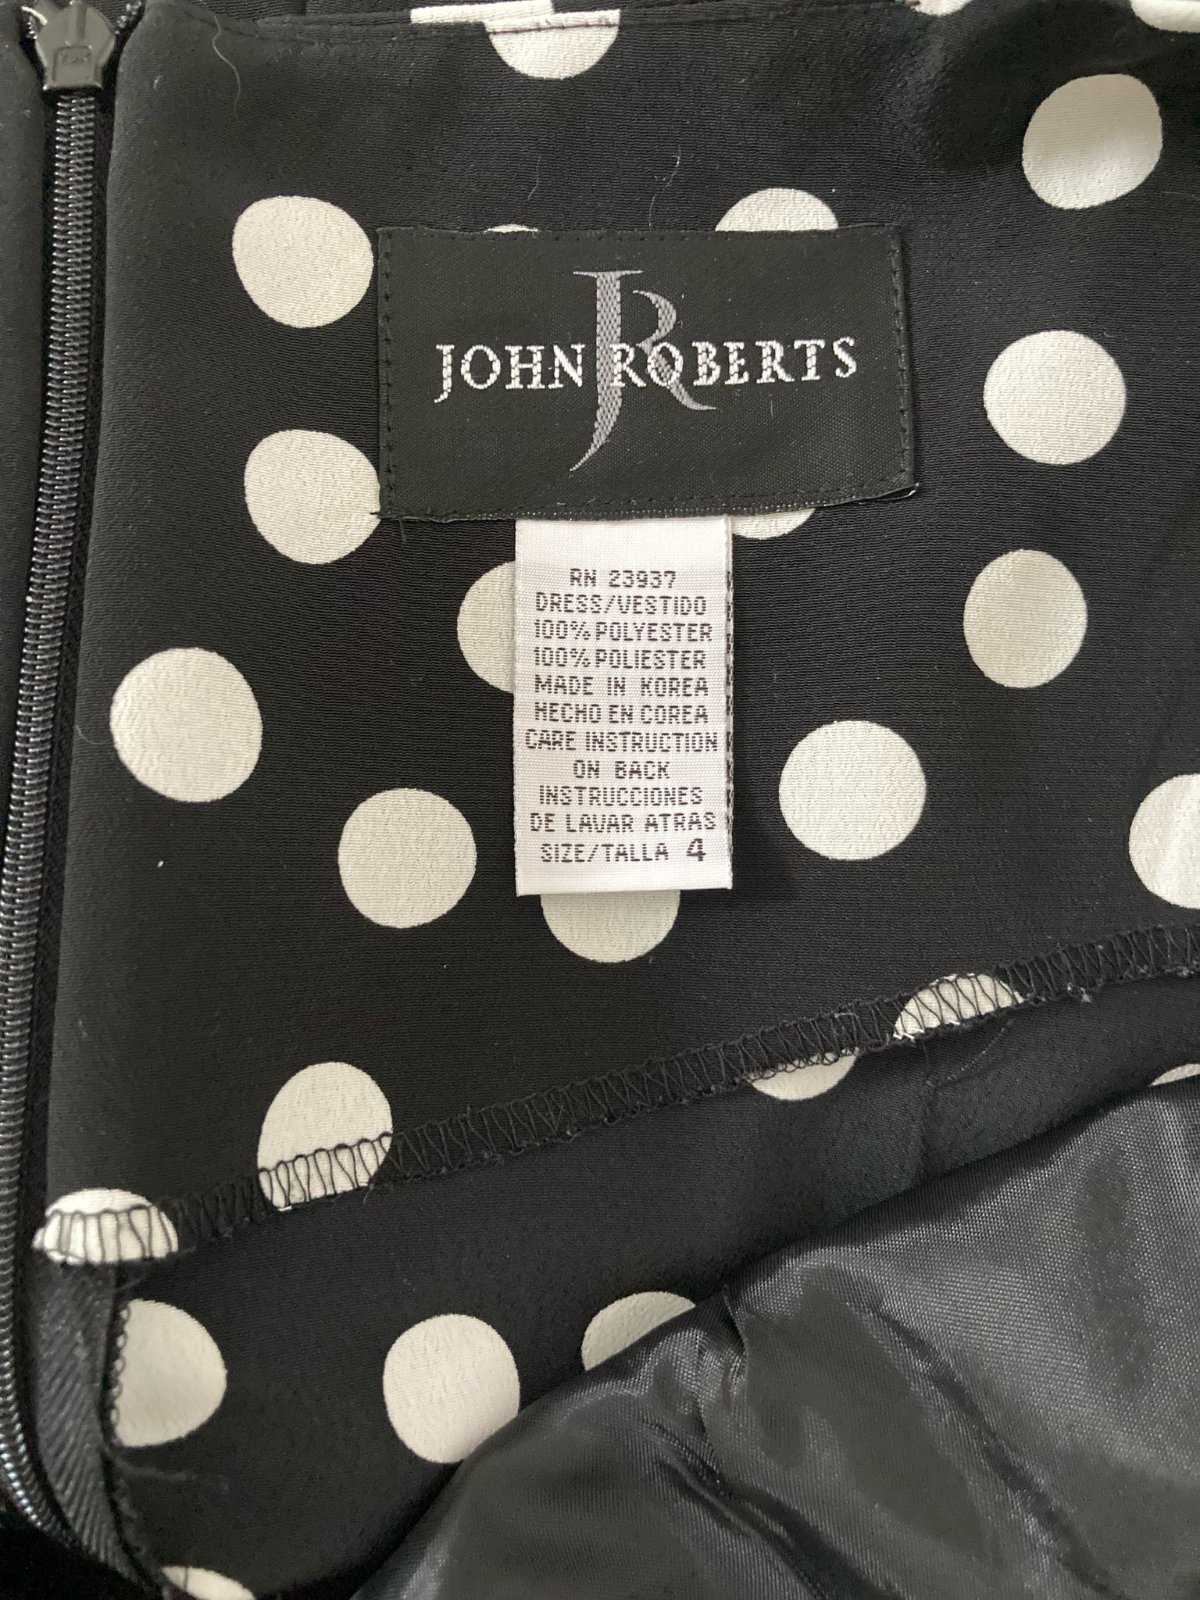 JOHN ROBERTS
RN 23937
DRESS/VESTIDO
100% POLYESTER
100% POLIESTER
MADE IN KOREA
HECHO EN COREA
CARE INSTRUCTION
ON BACK
INSTRUCCIONES
DE LAVAR ATRAS
SIZE/TALLA 4